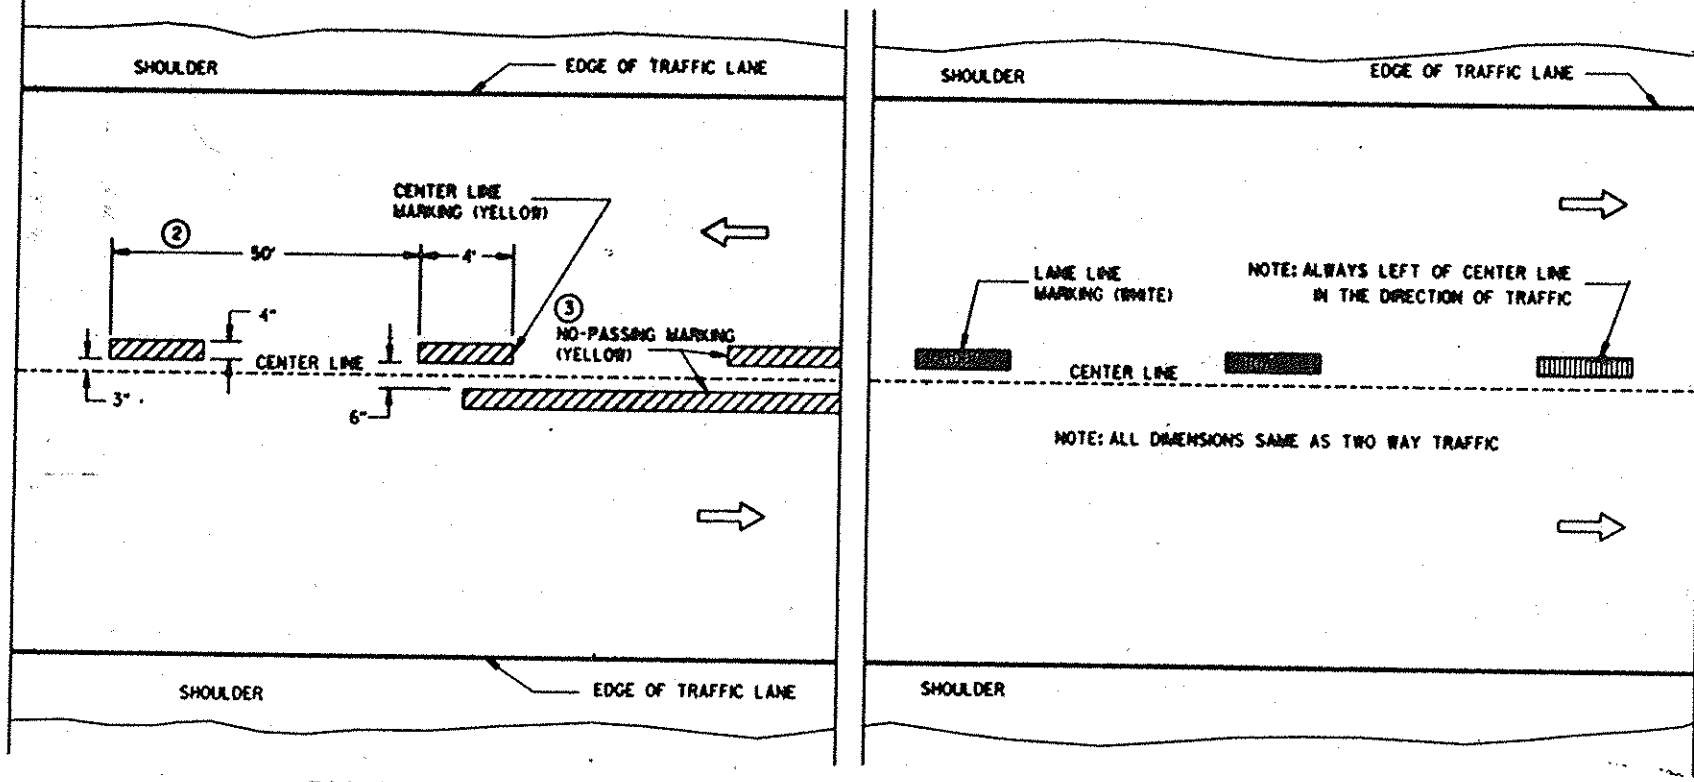 SHOULDER
EDGE OF TRAFFIC LANE
CENTER LINE
MARKING (YELLOW)
2
50'
4'
3
4"
NO-PASSING MARKING
(YELLOW)
CENTER LINE
3"
6"
SHOULDER
EDGE OF TRAFFIC LANE
SHOULDER
EDGE OF TRAFFIC LANE
LANE LINE
MARKING (WHITE)
NOTE: ALWAYS LEFT OF CENTER LINE
IN THE DIRECTION OF TRAFFIC
CENTER LINE
NOTE: ALL DIMENSIONS SAME AS TWO WAY TRAFFIC
SHOULDER